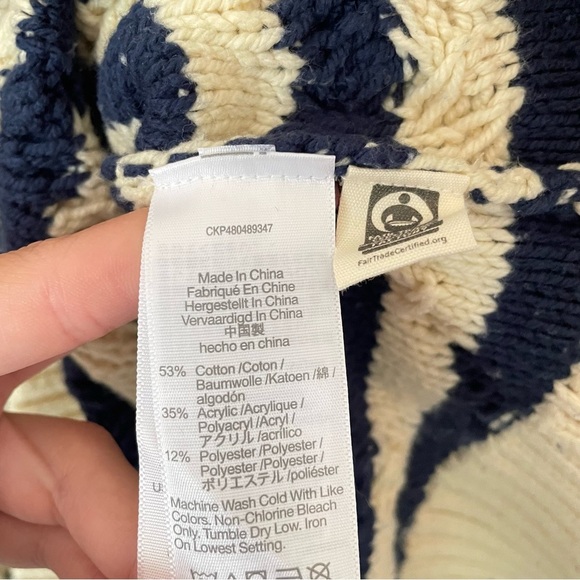 CKP480489347
Made In China
Fabriqué En Chine
Hergestellt In China
Vervaardigd In China
中国製
hecho en china
53% Cotton /Coton/
Baumwolle /Katoen /綿/
algodón
35% Acrylic /Acrylique /
Polyacryl /Acryl/
アクリル /acrílico
12% Polyester /Polyester/
Polyester /Polyester/
ポリエステル /poliéster
Machine Wash Cold With Like
Colors. Non-Chlorine Bleach
Only. Tumble Dry Low. Iron
On Lowest Setting.
FairTradeCertified.org